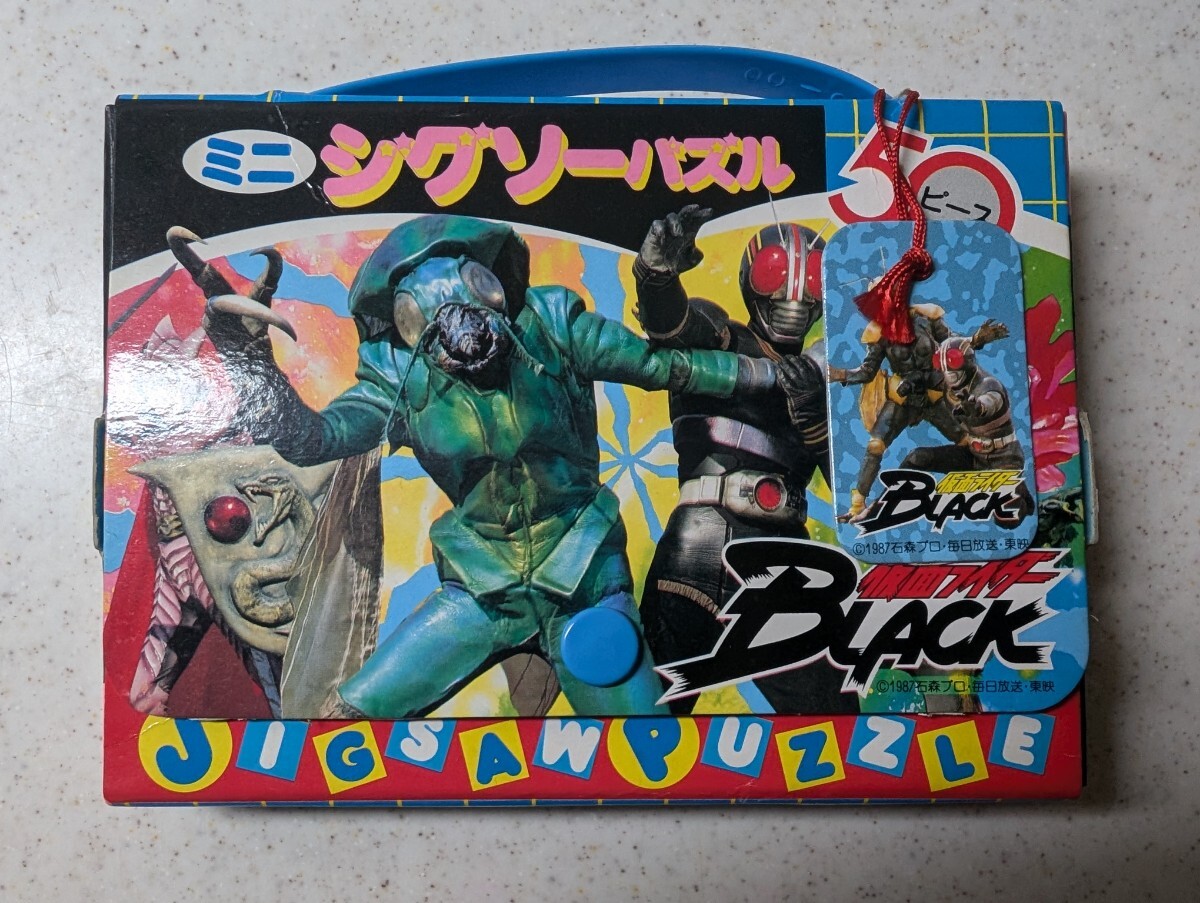 ミニ ジグソーパズル
50 ピース
仮面ライダー
BLACK
©1987石森プロ・毎日放送・東映
仮面ライダー
BLACK
©1987石森プロ・毎日放送・東映
JIGSAW PUZZLE